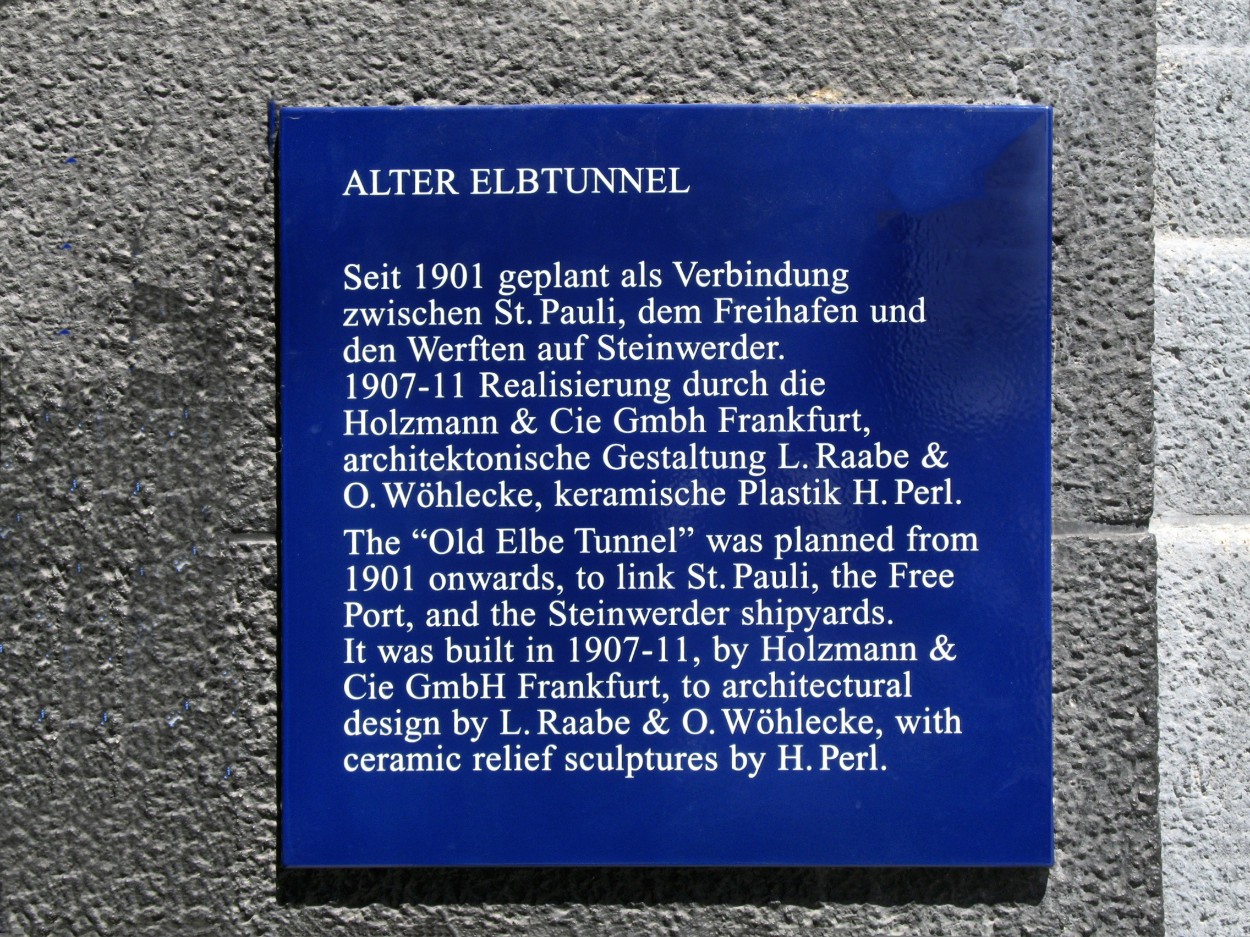 ALTER ELBTUNNEL
Seit 1901 geplant als Verbindung
zwischen St. Pauli, dem Freihafen und
den Werften auf Steinwerder.
1907-11 Realisierung durch die
Holzmann & Cie Gmbh Frankfurt,
architektonische Gestaltung L. Raabe &
O. Wöhlecke, keramische Plastik H. Perl.
The “Old Elbe Tunnel” was planned from
1901 onwards, to link St. Pauli, the Free
Port, and the Steinwerder shipyards.
It was built in 1907-11, by Holzmann &
Cie GmbH Frankfurt, to architectural
design by L. Raabe & O. Wöhlecke, with
ceramic relief sculptures by H. Perl.